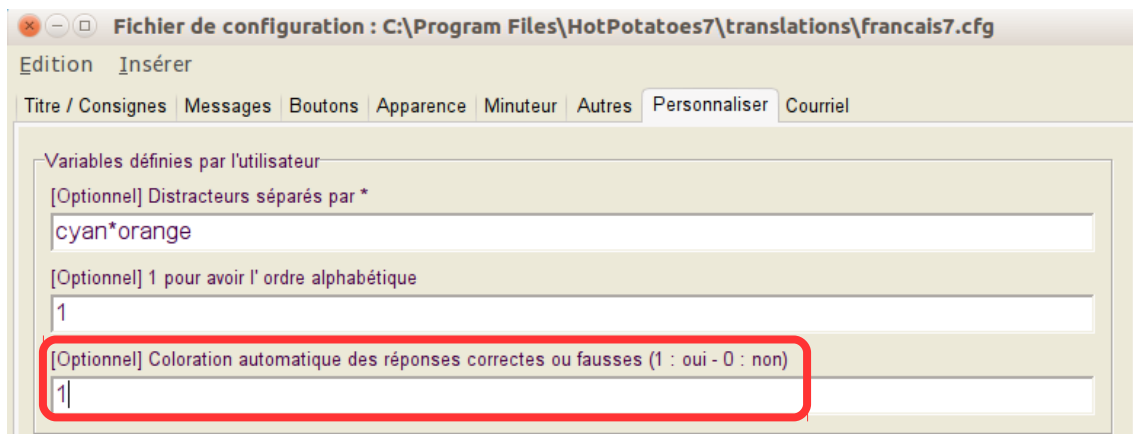 Fichier de configuration : C:\Program Files\HotPotatoes7\translations\francais7.cfg
Edition Insérer
Titre / Consignes Messages Boutons Apparence Minuteur Autres Personnaliser Courriel
Variables définies par l'utilisateur
[Optionnel] Distracteurs séparés par *
cyan*orange
[Optionnel] 1 pour avoir l' ordre alphabétique
1
[Optionnel] Coloration automatique des réponses correctes ou fausses (1 : oui - 0 : non)
1